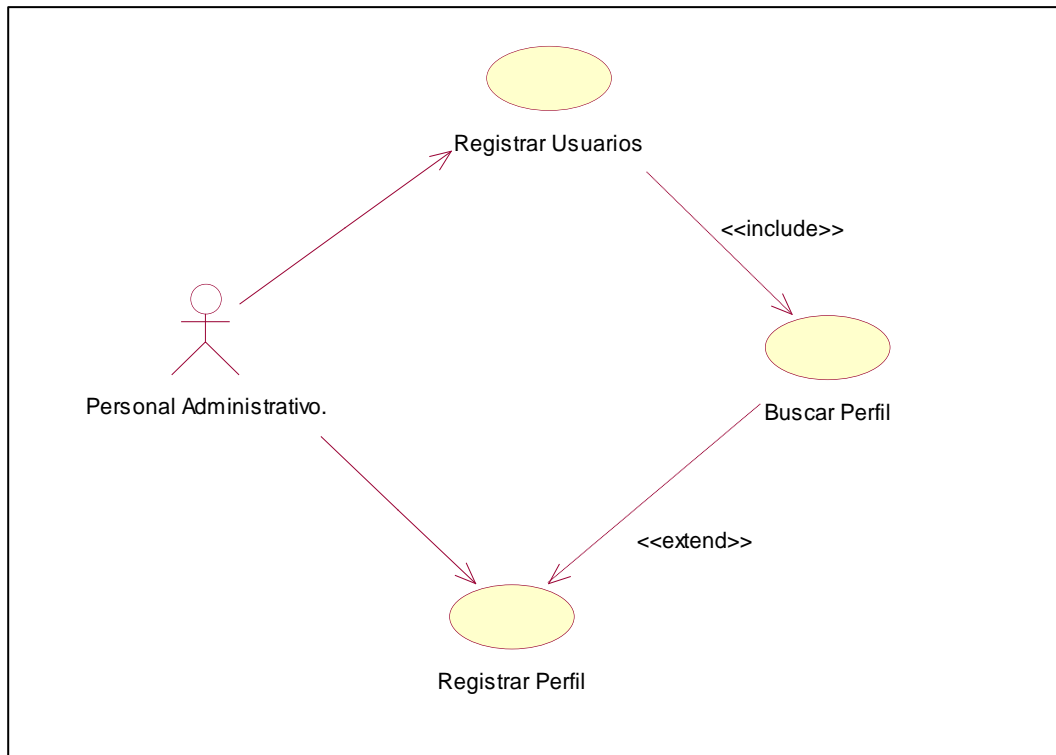 Registrar Usuarios
<<include>>
Personal Administrativo.
Buscar Perfil
<<extend>>
Registrar Perfil